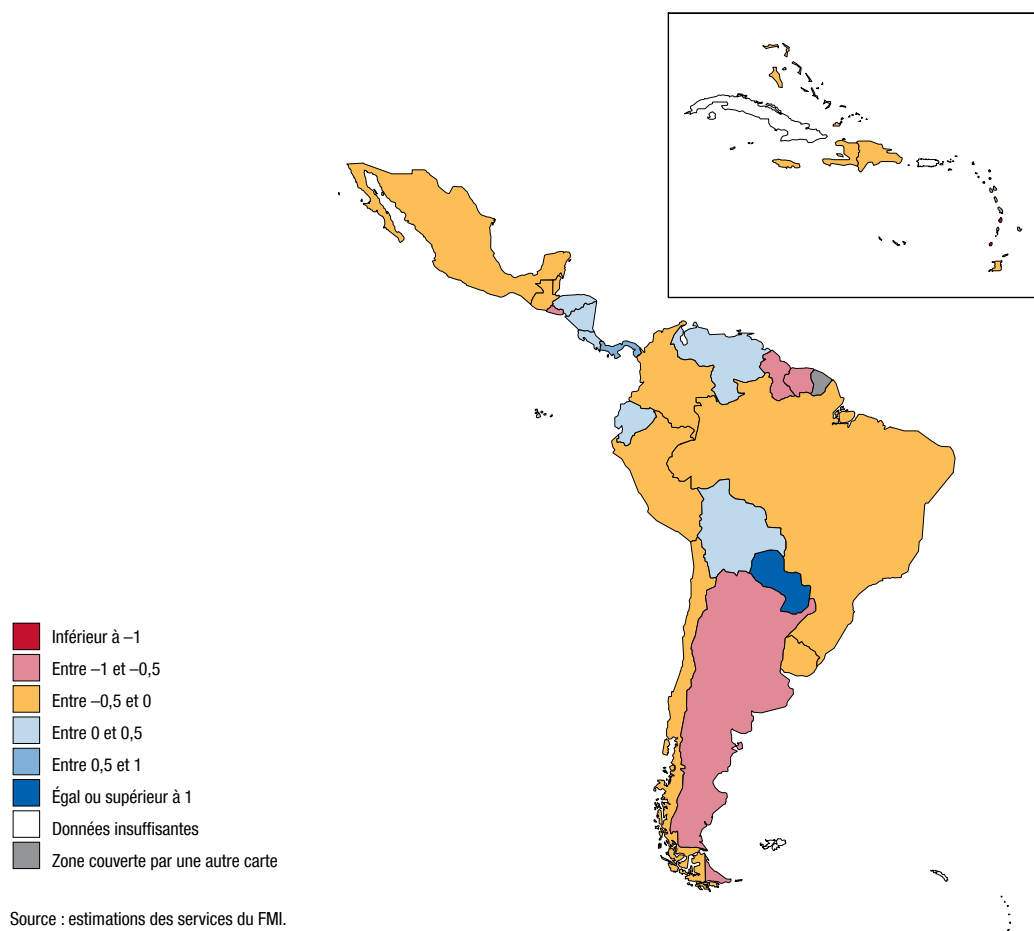 Inférieur à –1
Entre –1 et –0,5
Entre –0,5 et 0
Entre 0 et 0,5
Entre 0,5 et 1
Égal ou supérieur à 1
Données insuffisantes
Zone couverte par une autre carte
Source : estimations des services du FMI.